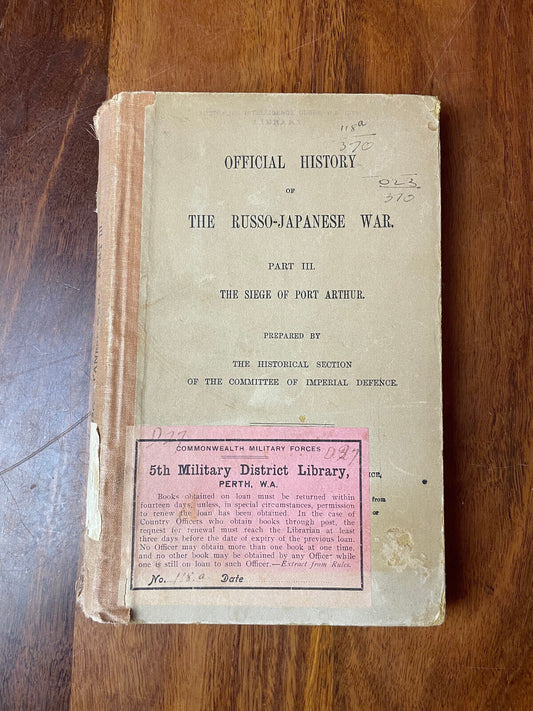 118a
370
OFFICIAL HISTORY
OF
023
370
THE RUSSO-JAPANESE WAR.
PART III.
THE SIEGE OF PORT ARTHUR.
PREPARED BY
THE HISTORICAL SECTION
OF THE COMMITTEE OF IMPERIAL DEFENCE.
D27
D27
COMMONWEALTH MILITARY FORCES
5th Military District Library,
PERTH, W.A.
Books obtained on loan must be returned within
fourteen days, unless, in special circumstances, permission
to renew the loan has been obtained. In the case of
Country Officers who obtain books through post, the
request for renewal must reach the Librarian at least
three days before the date of expiry of the previous loan.
No Officer may obtain more than one book at one time,
and no other book may be obtained by any Officer while
one is still on loan to such Officer.—Extract from Rules.
No. 118.a Date
from
or